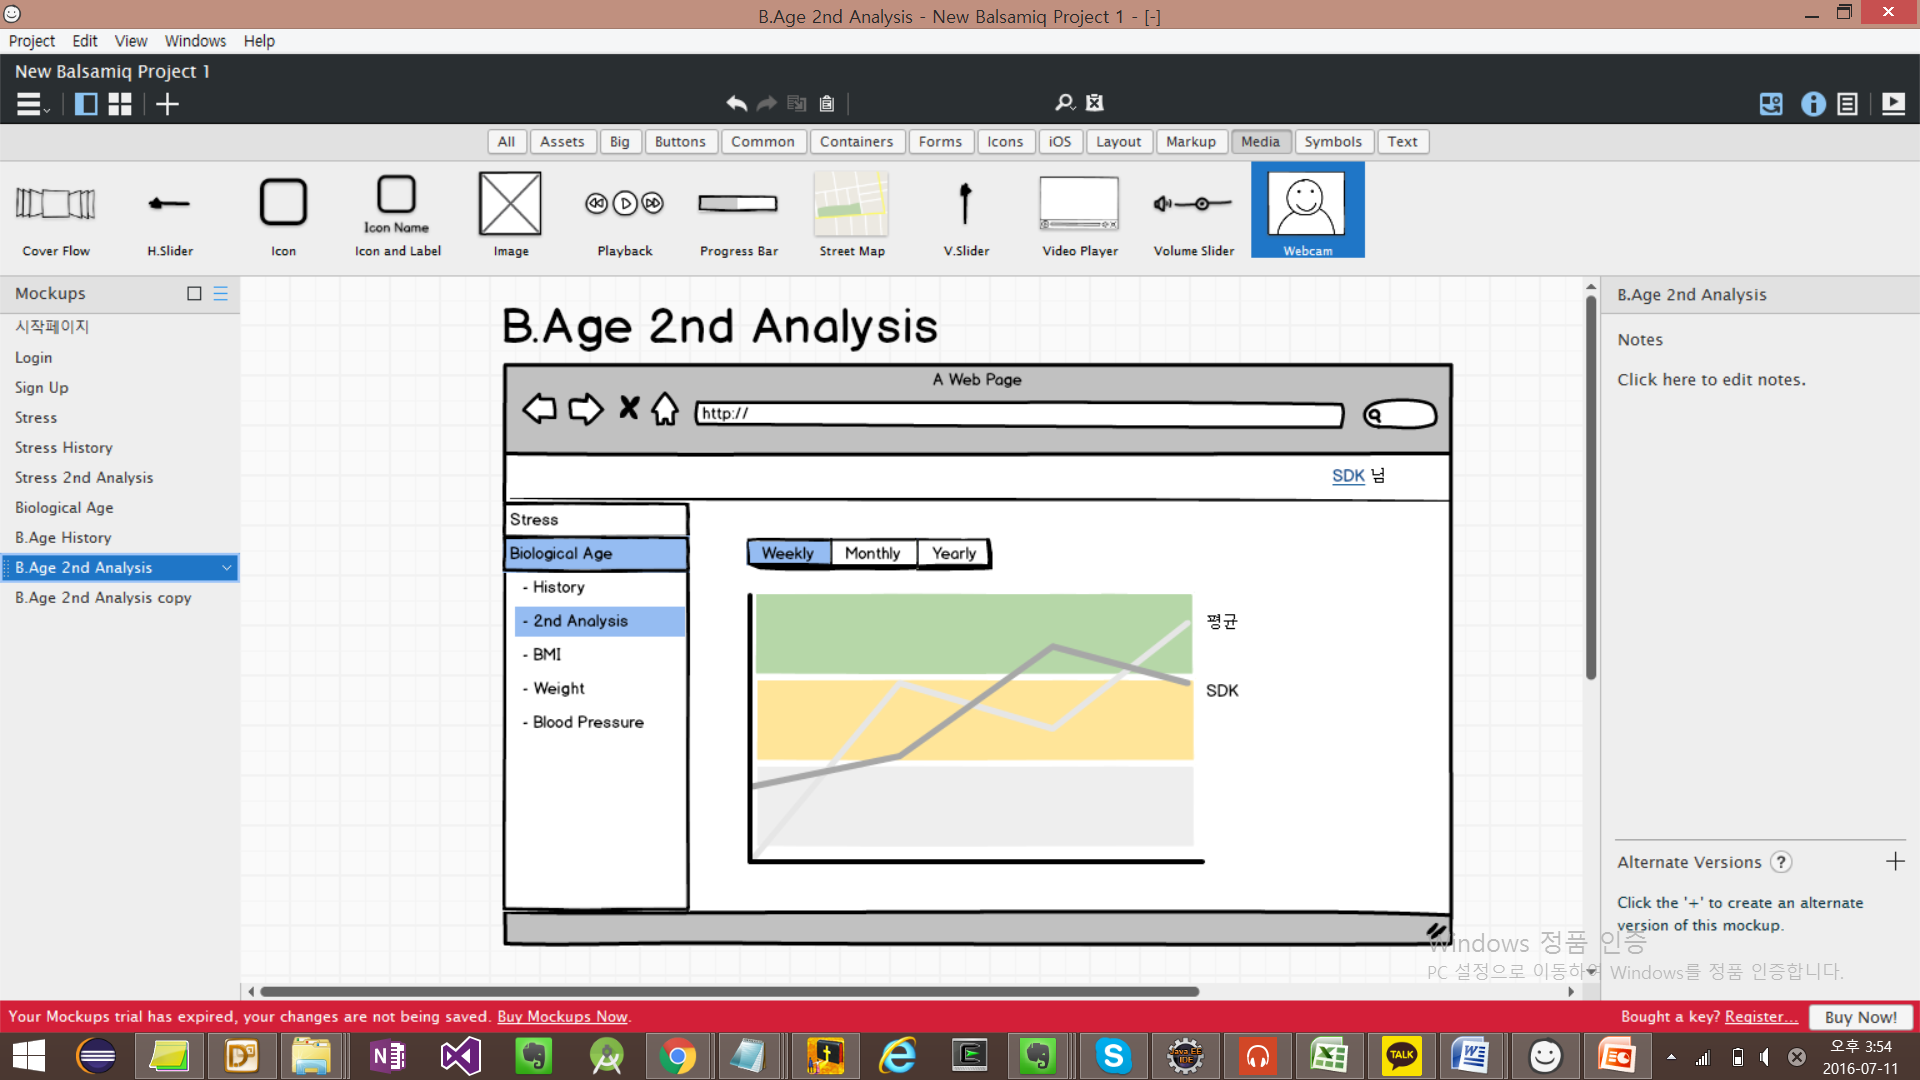 B.Age 2nd Analysis - New Balsamiq Project 1 - [-]
Project Edit View Windows Help
New Balsamiq Project 1
All Assets Big Buttons Common Containers Forms Icons iOS Layout Markup Media Symbols Text
Icon Name
Cover Flow H.Slider Icon Icon and Label Image Playback Progress Bar Street Map V.Slider Video Player Volume Slider Webcam
Mockups
시작페이지
Login
Sign Up
Stress
Stress History
Stress 2nd Analysis
Biological Age
B.Age History
B.Age 2nd Analysis
B.Age 2nd Analysis copy
B.Age 2nd Analysis
A Web Page
http://
SDK 님
Stress
Biological Age
- History
- 2nd Analysis
- BMI
- Weight
- Blood Pressure
Weekly Monthly Yearly
평균
SDK
B.Age 2nd Analysis
Notes
Click here to edit notes.
Alternate Versions ?
Click the '+' to create an alternate
version of this mockup.
Windows 정품 인증
PC 설정으로 이동하여 Windows를 정품 인증합니다.
Your Mockups trial has expired, your changes are not being saved. Buy Mockups Now.
Bought a key? Register... Buy Now!
TALK
Java EE
IDE
오후 3:54
2016-07-11